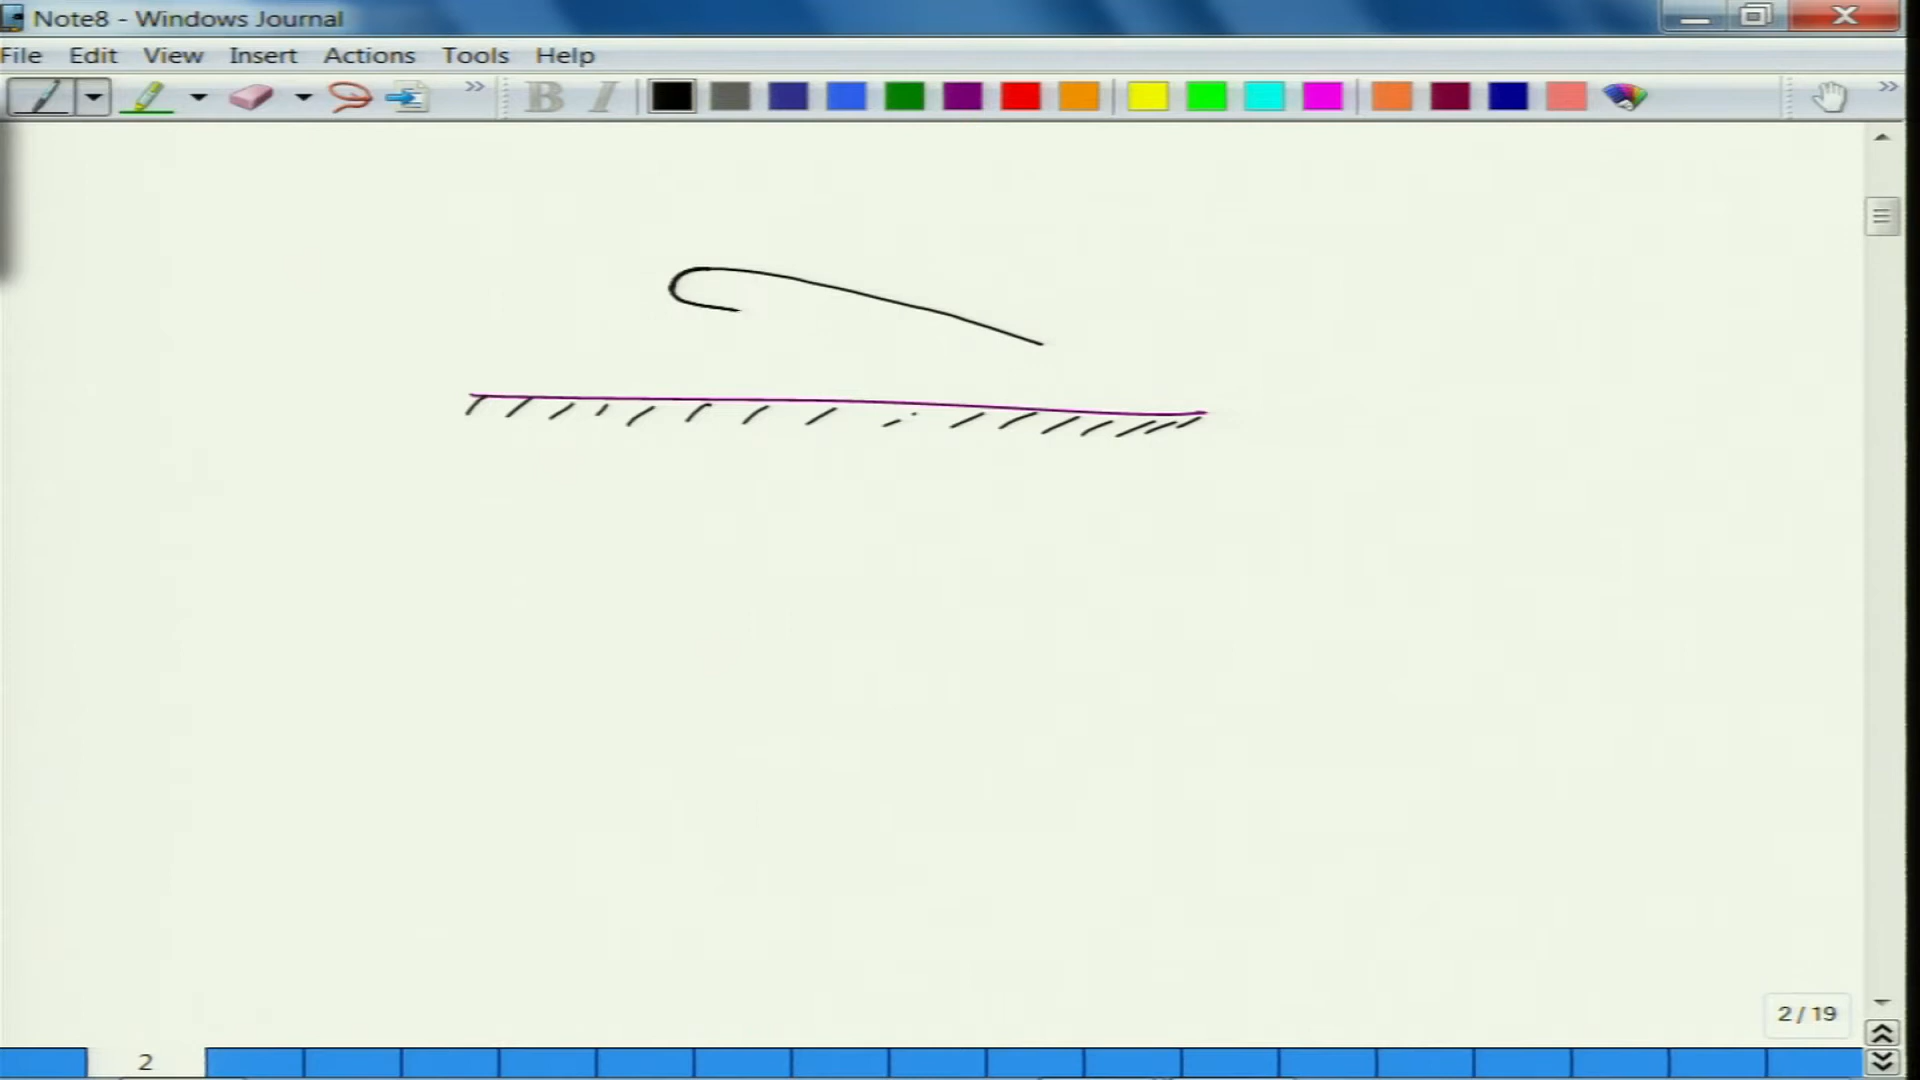 Note8 - Windows Journal
File Edit View Insert Actions Tools Help
B I
2 / 19
2